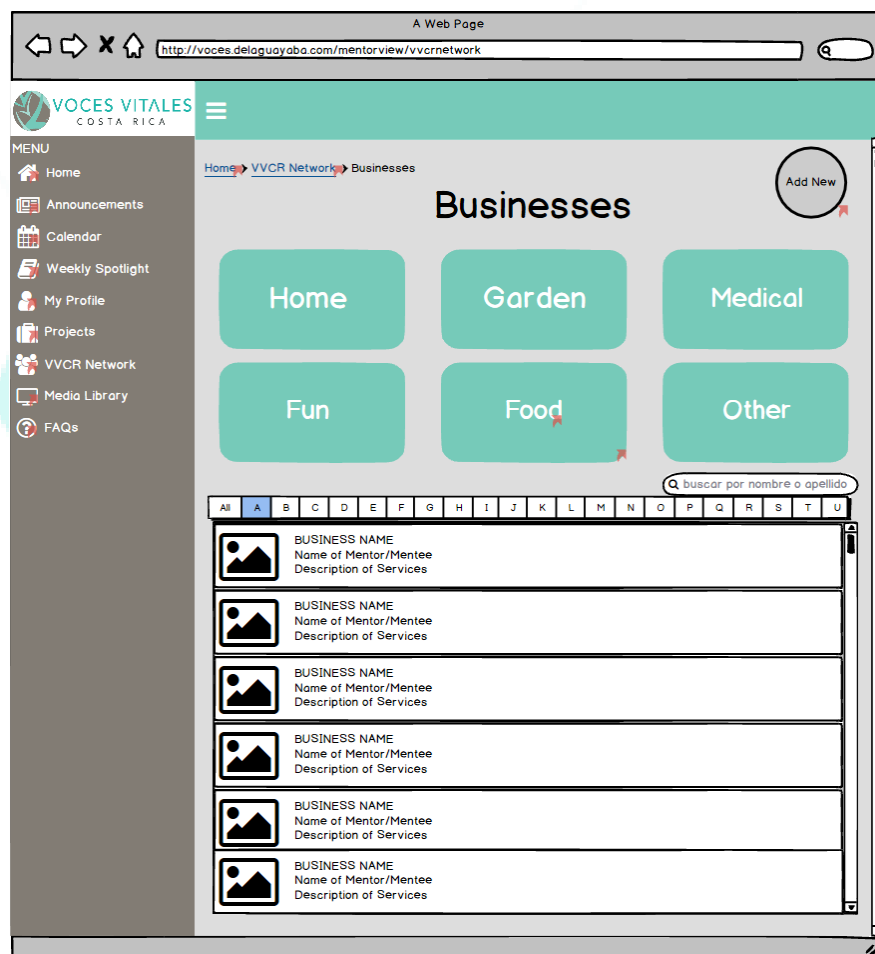 A Web Page
http://voces.delaguayaba.com/mentorview/vvcrnetwork
VOCES VITALES
COSTA RICA
MENU
Home
Announcements
Calendar
Weekly Spotlight
My Profile
Projects
VVCR Network
Media Library
FAQs
Home VVCR Network Businesses
Add New
Businesses
Home Garden Medical
Fun Food Other
buscar por nombre o apellido
All A B C D E F G H I J K L M N O P Q R S T U
BUSINESS NAME
Name of Mentor/Mentee
Description of Services
BUSINESS NAME
Name of Mentor/Mentee
Description of Services
BUSINESS NAME
Name of Mentor/Mentee
Description of Services
BUSINESS NAME
Name of Mentor/Mentee
Description of Services
BUSINESS NAME
Name of Mentor/Mentee
Description of Services
BUSINESS NAME
Name of Mentor/Mentee
Description of Services